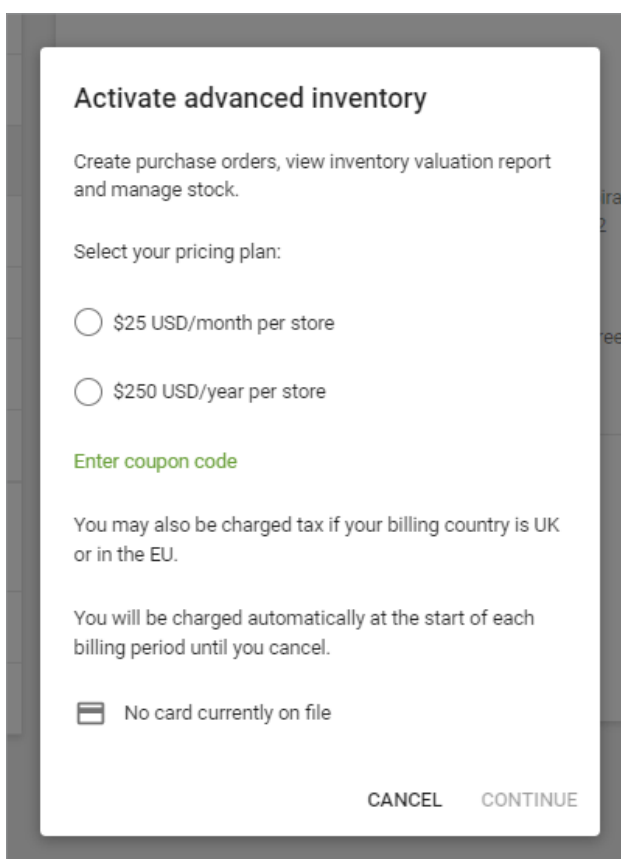 Activate advanced inventory
Create purchase orders, view inventory valuation report
and manage stock.
Select your pricing plan:
$25 USD/month per store
$250 USD/year per store
Enter coupon code
You may also be charged tax if your billing country is UK
or in the EU.
You will be charged automatically at the start of each
billing period until you cancel.
No card currently on file
CANCEL CONTINUE